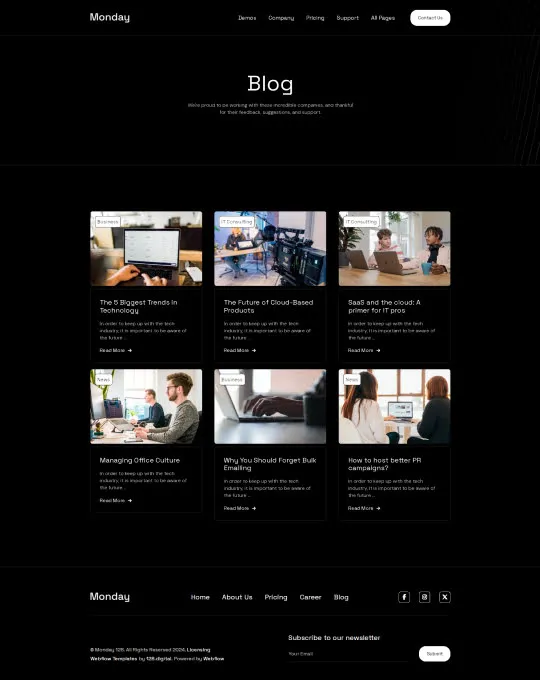 Monday
Demos Company Pricing Support All Pages Contact Us
Blog
We're proud to be working with these incredible companies, and thankful
for their feedback, suggestions, and support.
Business
IT Consulting
IT Consulting
The 5 Biggest Trends in
Technology
In order to keep up with the tech
industry, it is important to be aware of
the future...
Read More →
The Future of Cloud-Based
Products
In order to keep up with the tech
industry, it is important to be aware of
the future...
Read More →
SaaS and the cloud: A
primer for IT pros
In order to keep up with the tech
industry, it is important to be aware of
the future...
Read More →
News
Business
News
Managing Office Culture
In order to keep up with the tech
industry, it is important to be aware of
the future...
Read More →
Why You Should Forget Bulk
Emailing
In order to keep up with the tech
industry, it is important to be aware of
the future...
Read More →
How to host better PR
campaigns?
In order to keep up with the tech
industry, it is important to be aware of
the future...
Read More →
Monday
Home About Us Pricing Career Blog
Subscribe to our newsletter
Your Email
Submit
© Monday 128. All Rights Reserved 2024. Licensing
Webflow Templates by 128.digital. Powered by Webflow